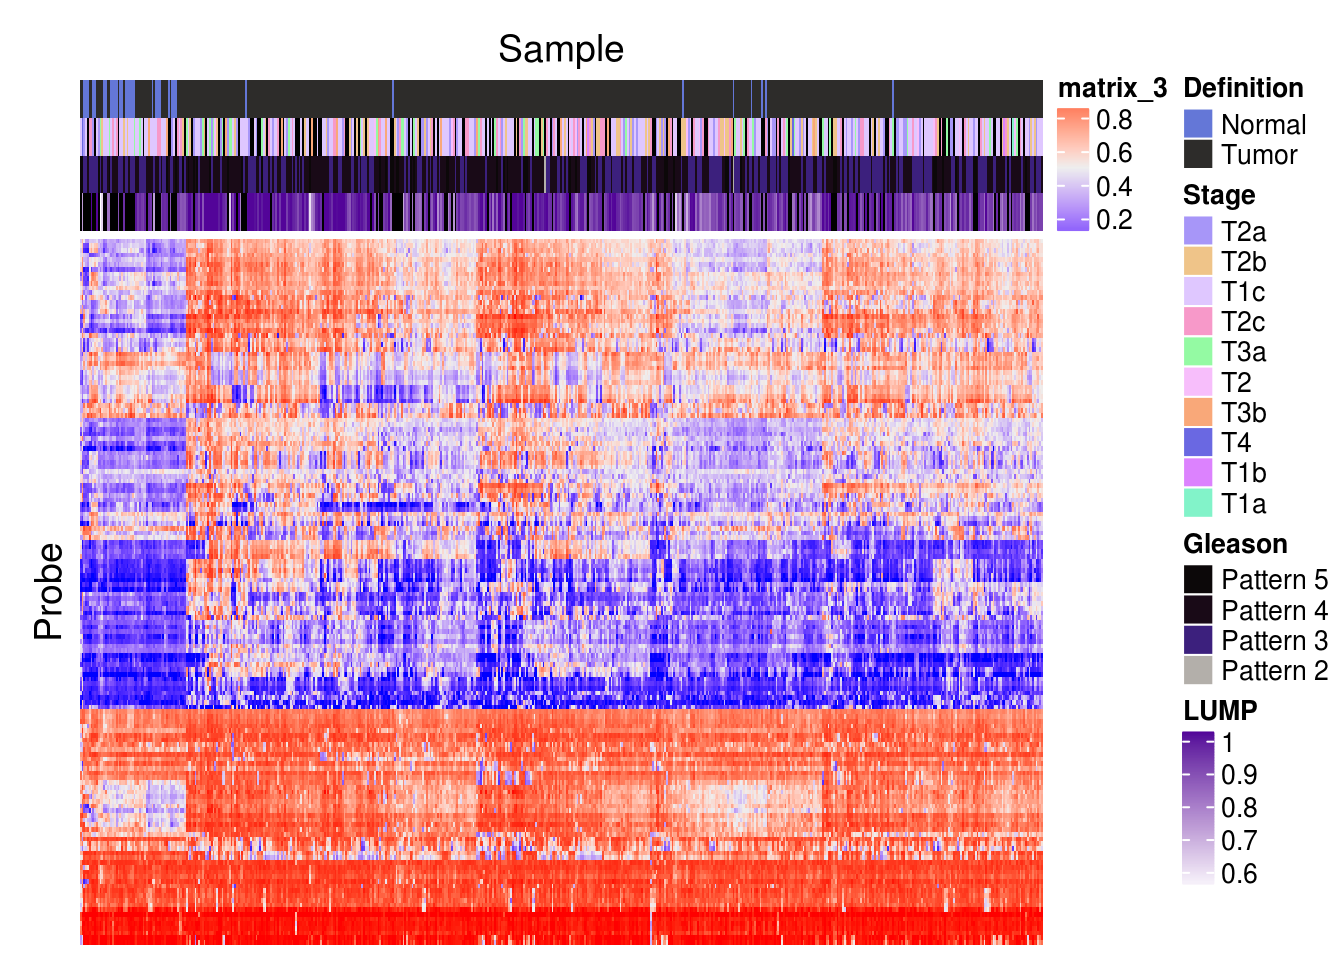 Sample
Probe
matrix_3
0.8
0.6
0.4
0.2
Definition
Normal
Tumor
Stage
T2a
T2b
T1c
T2c
T3a
T2
T3b
T4
T1b
T1a
Gleason
Pattern 5
Pattern 4
Pattern 3
Pattern 2
LUMP
1
0.9
0.8
0.7
0.6